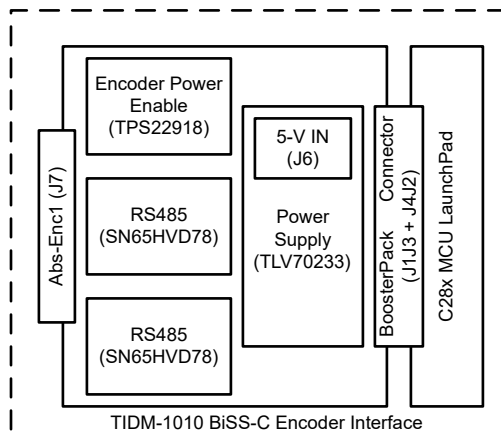 Encoder Power
Enable
(TPS22918)
5-V IN
(J6)
Abs-Enc1 (J7)
RS485
(SN65HVD78)
Power
Supply
(TLV70233)
RS485
(SN65HVD78)
BoosterPack Connector
(J1J3 + J4J2)
C28x MCU LaunchPad
TIDM-1010 BiSS-C Encoder Interface